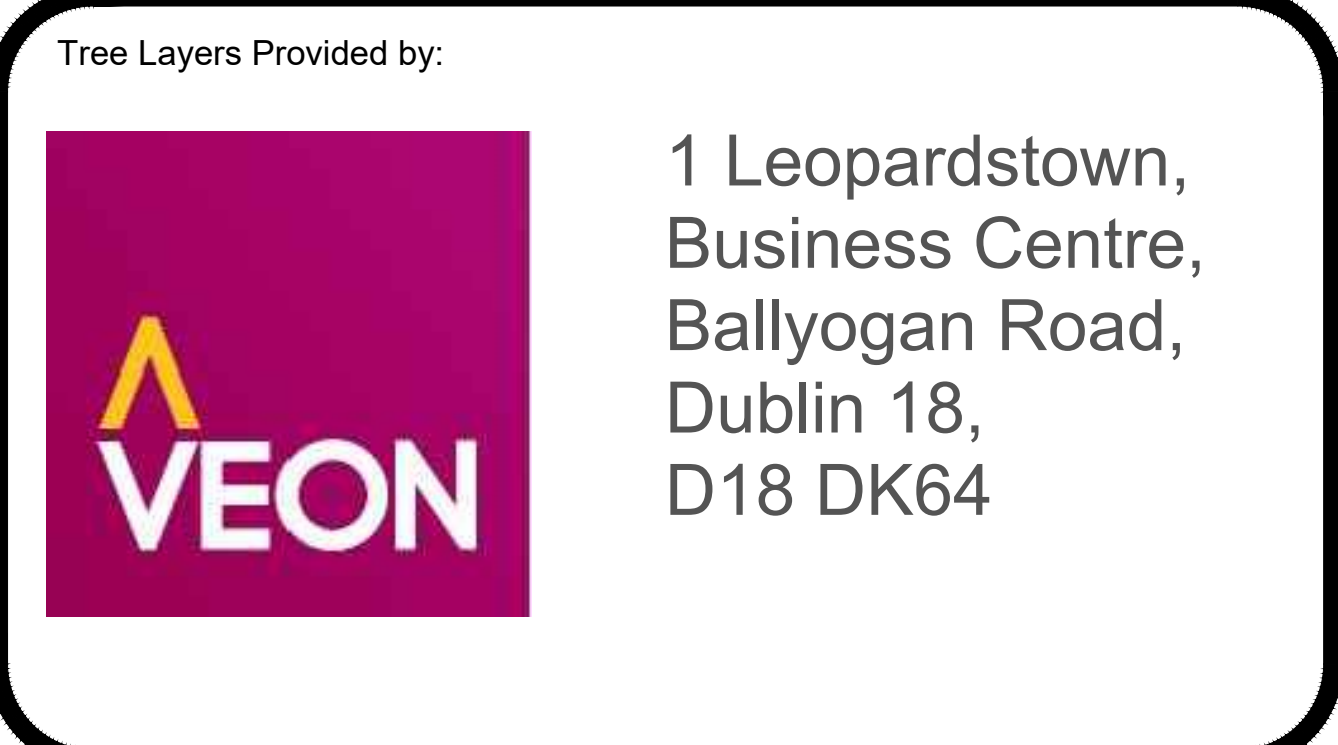 Tree Layers Provided by:
VEON
1 Leopardstown,
Business Centre,
Ballyogan Road,
Dublin 18,
D18 DK64